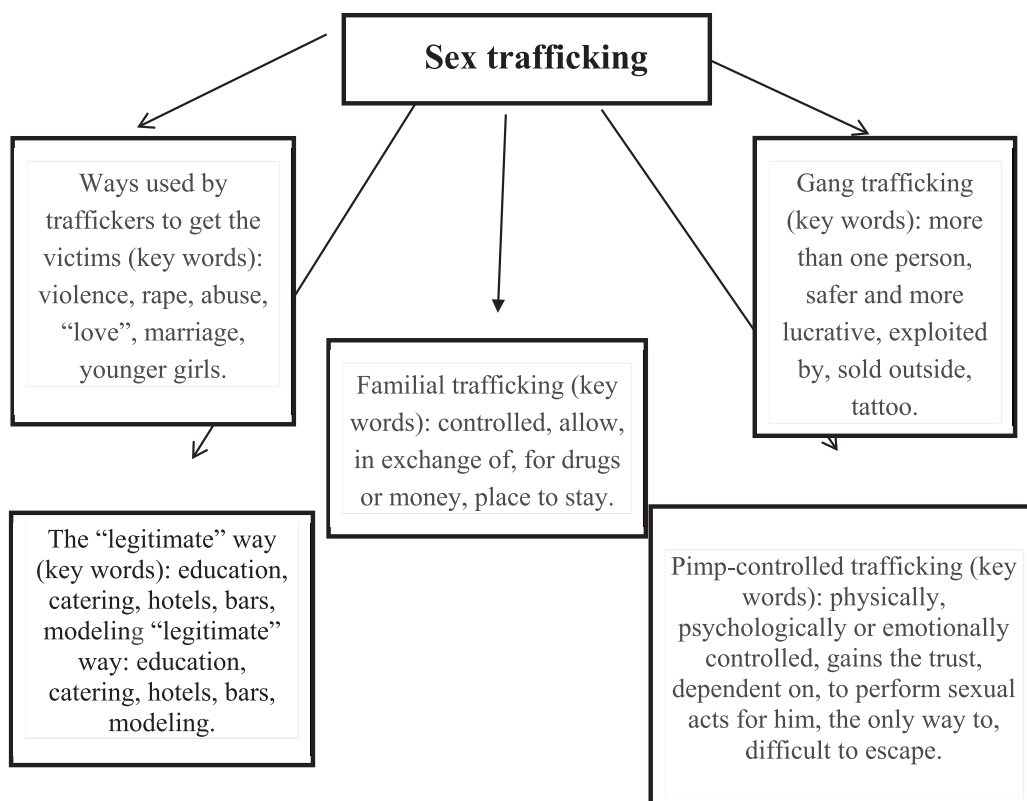 Sex trafficking
Ways used by
traffickers to get the
victims (key words):
violence, rape, abuse,
“love”, marriage,
younger girls.
Gang trafficking
(key words): more
than one person,
safer and more
lucrative, exploited
by, sold outside,
tattoo.
Familial trafficking (key
words): controlled, allow,
in exchange of, for drugs
or money, place to stay.
The “legitimate” way
(key words): education,
catering, hotels, bars,
modeling “legitimate”
way: education,
catering, hotels, bars,
modeling.
Pimp-controlled trafficking (key
words): physically,
psychologically or emotionally
controlled, gains the trust,
dependent on, to perform sexual
acts for him, the only way to,
difficult to escape.